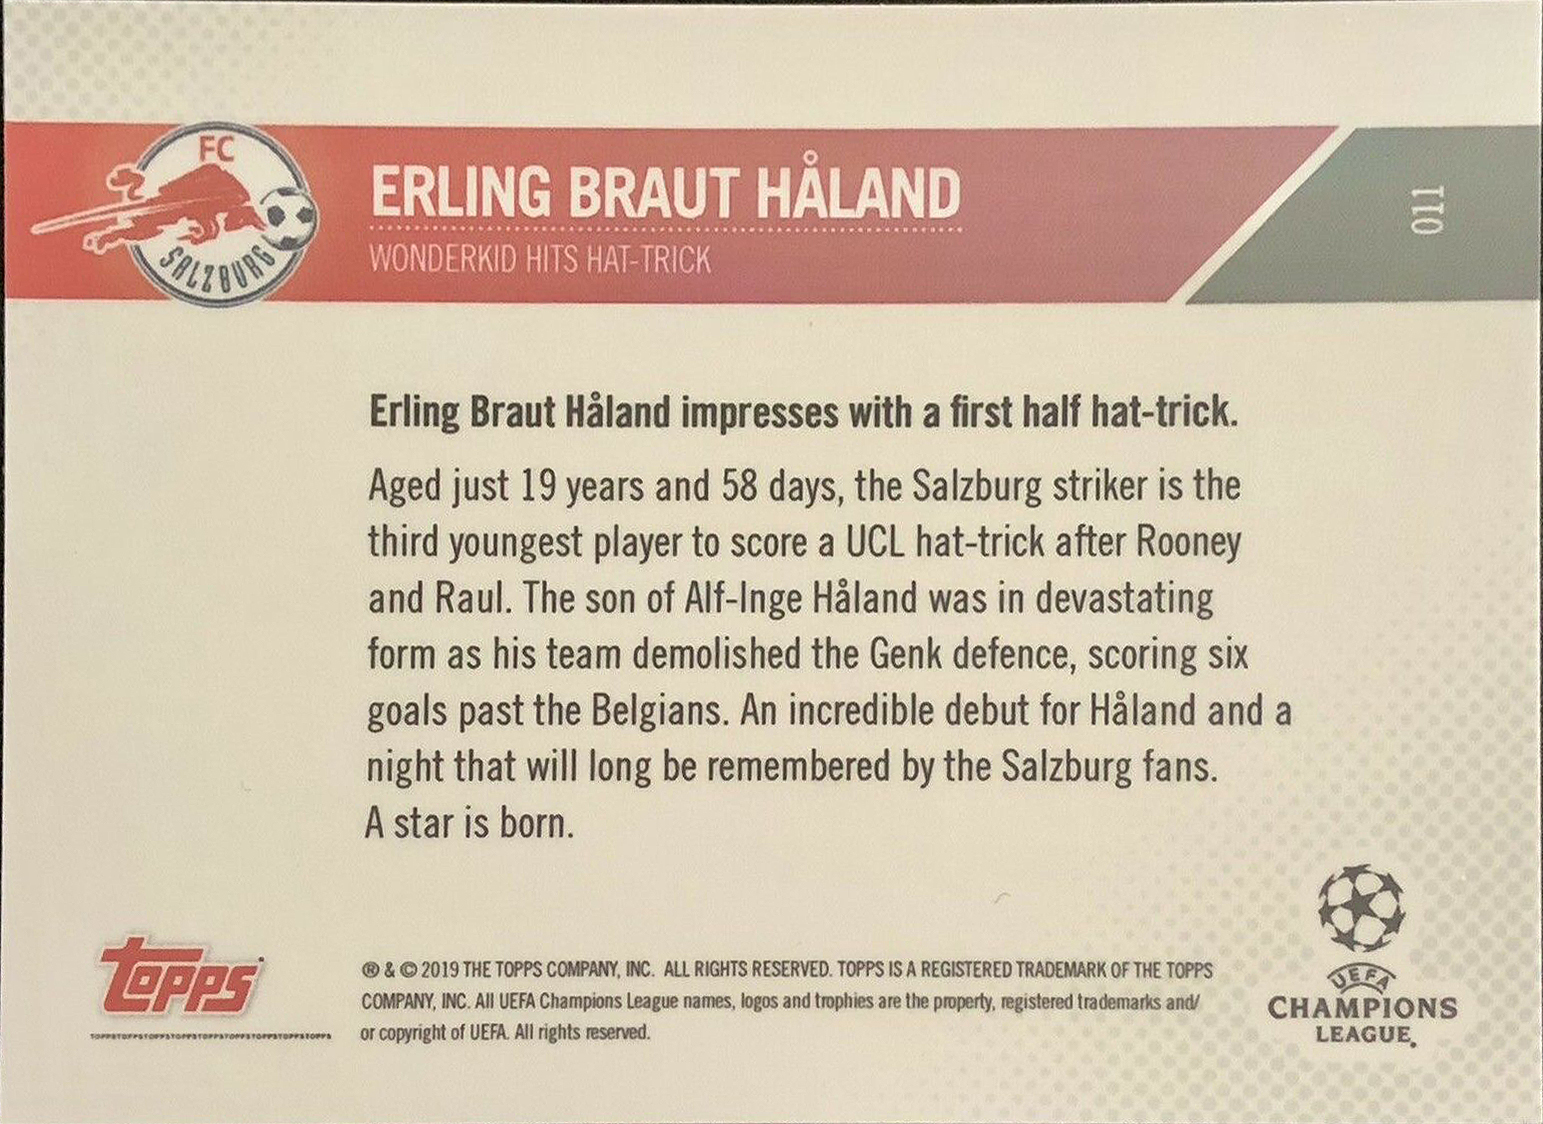 FC
SALZBURG
ERLING BRAUT HÅLAND
WONDERKID HITS HAT-TRICK
011
Erling Braut Håland impresses with a first half hat-trick.
Aged just 19 years and 58 days, the Salzburg striker is the
third youngest player to score a UCL hat-trick after Rooney
and Raul. The son of Alf-Inge Håland was in devastating
form as his team demolished the Genk defence, scoring six
goals past the Belgians. An incredible debut for Håland and a
night that will long be remembered by the Salzburg fans.
A star is born.
topps
TOPPSTOPPSTOPPSTOPPSTOPPSTOPPSTOPPSTOPPSTOPPS
® & © 2019 THE TOPPS COMPANY, INC. ALL RIGHTS RESERVED. TOPPS IS A REGISTERED TRADEMARK OF THE TOPPS
COMPANY, INC. All UEFA Champions League names, logos and trophies are the property, registered trademarks and/
or copyright of UEFA. All rights reserved.
UEFA
CHAMPIONS
LEAGUE.